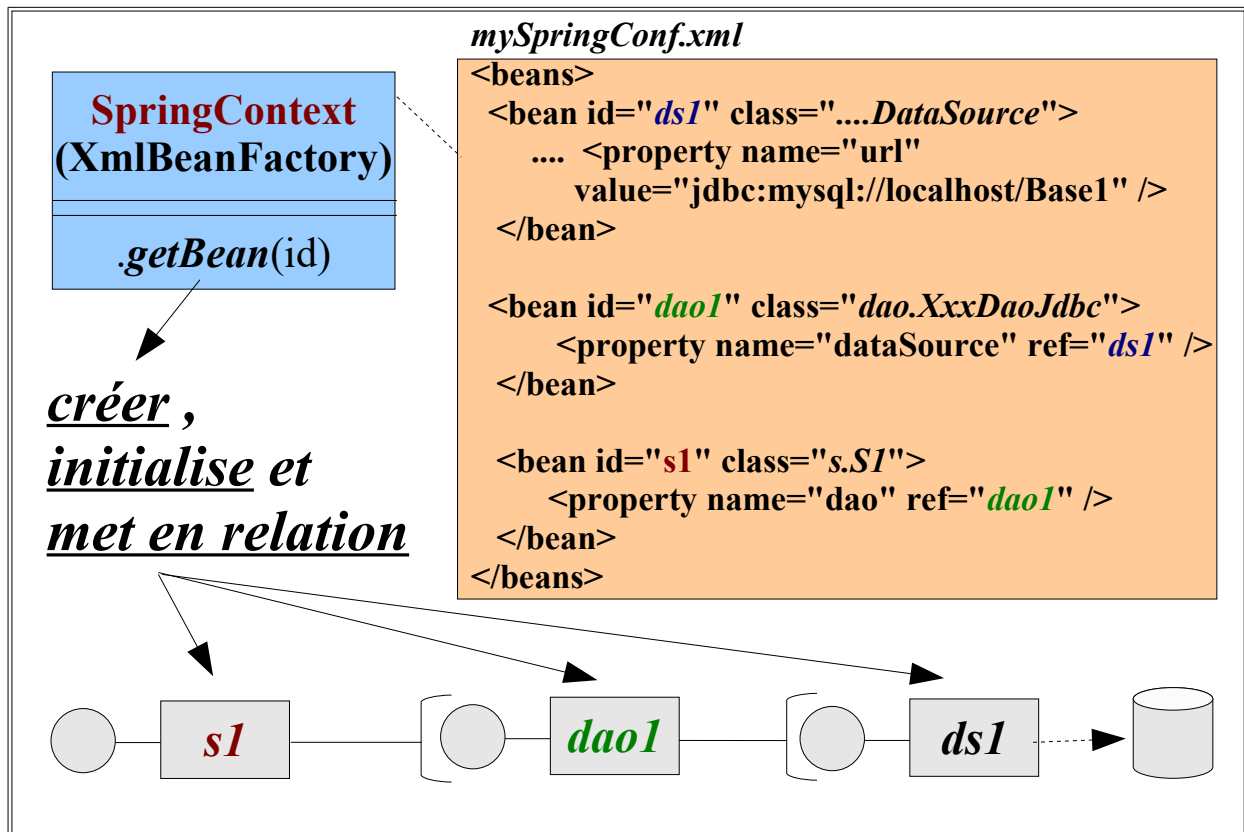 mySpringConf.xml
SpringContext
(XmlBeanFactory)
.getBean(id)
<beans>
<bean id="ds1" class="....DataSource">
.... <property name="url"
value="jdbc:mysql://localhost/Base1" />
</bean>
<bean id="dao1" class="dao.XxxDaoJdbc">
<property name="dataSource" ref="ds1" />
</bean>
<bean id="s1" class="s.S1">
<property name="dao" ref="dao1" />
</bean>
</beans>
créer ,
initialise et
met en relation
s1
dao1
ds1